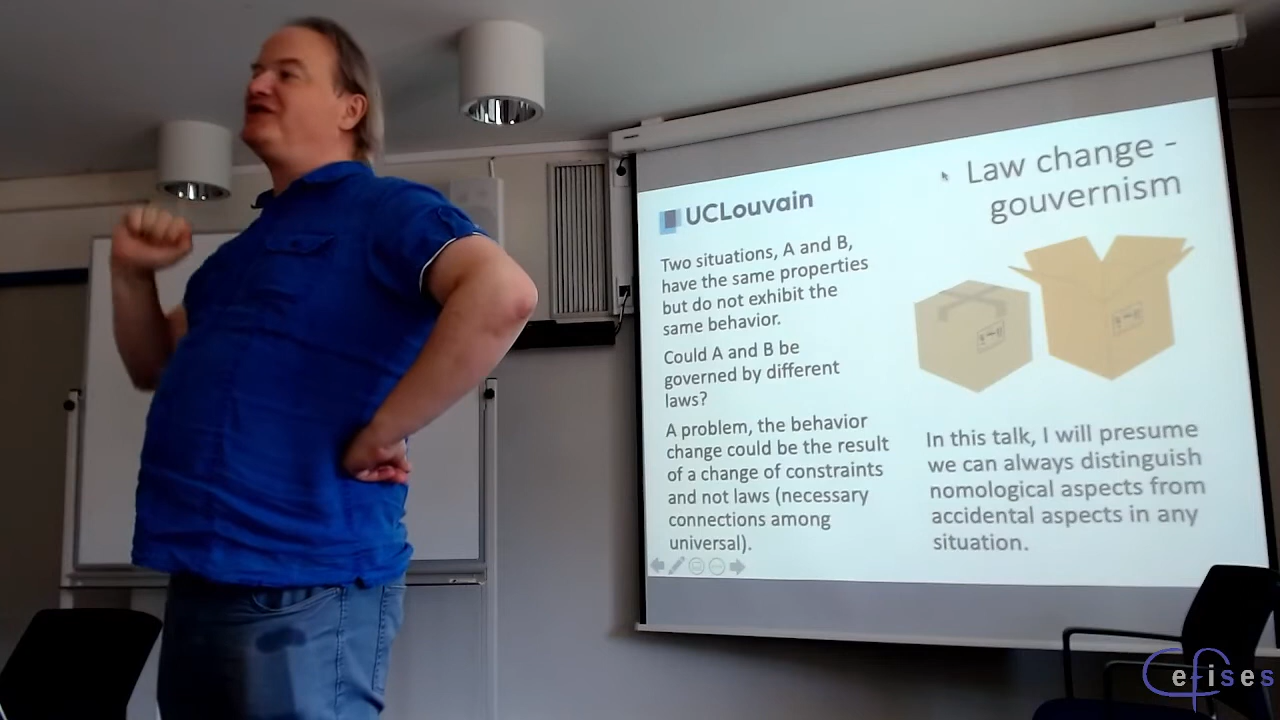 UCLouvain
Law change -
gouvernism
Two situations, A and B,
have the same properties
but do not exhibit the
same behavior.
Could A and B be
governed by different
laws?
A problem, the behavior
change could be the result
of a change of constraints
and not laws (necessary
connections among
universal).
In this talk, I will presume
we can always distinguish
nomological aspects from
accidental aspects in any
situation.
Cefises